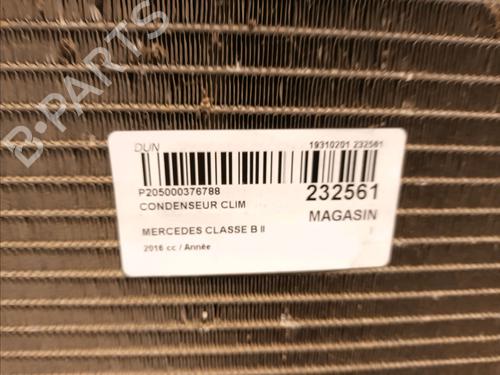 B-PARTS
DUN
19310201 232561
P205000376788
232561
CONDENSEUR CLIM
MAGASIN
MERCEDES CLASSE B II
2016 cc / Année